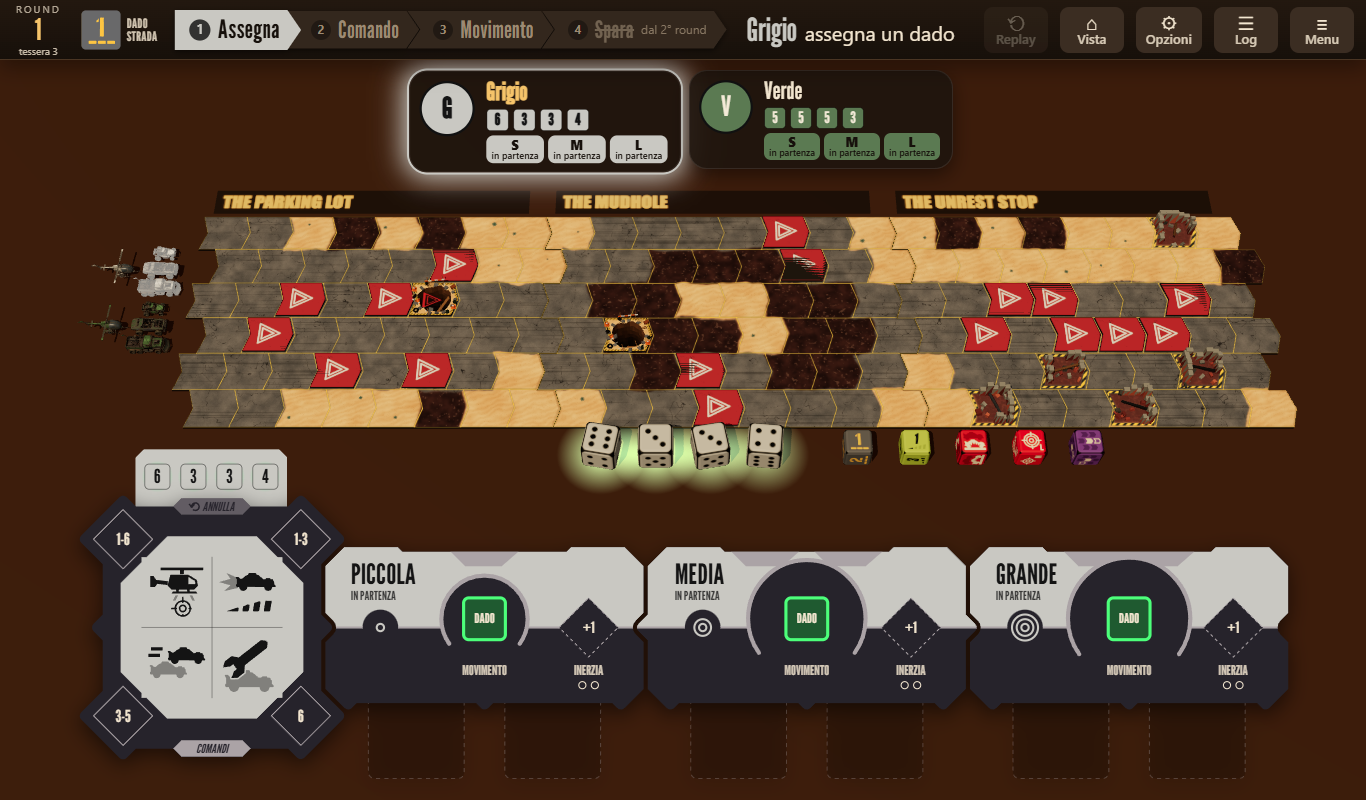 ROUND
1
tessera 3
1
DADO
STRADA
1 Assegna
2 Comando
3 Movimento
4 Spara dal 2° round
Grigio assegna un dado
Replay
Vista
Opzioni
Log
Menu
G
Grigio
6 3 3 4
S
in partenza
M
in partenza
L
in partenza
V
Verde
5 5 5 3
S
in partenza
M
in partenza
L
in partenza
THE PARKING LOT
THE MUDHOLE
THE UNREST STOP
1
1
6 3 3 4
ANNULLA
1-6
1-3
3-5
6
COMANDI
PICCOLA
IN PARTENZA
DADO
+1
MOVIMENTO
INERZIA
MEDIA
IN PARTENZA
DADO
+1
MOVIMENTO
INERZIA
GRANDE
IN PARTENZA
DADO
+1
MOVIMENTO
INERZIA